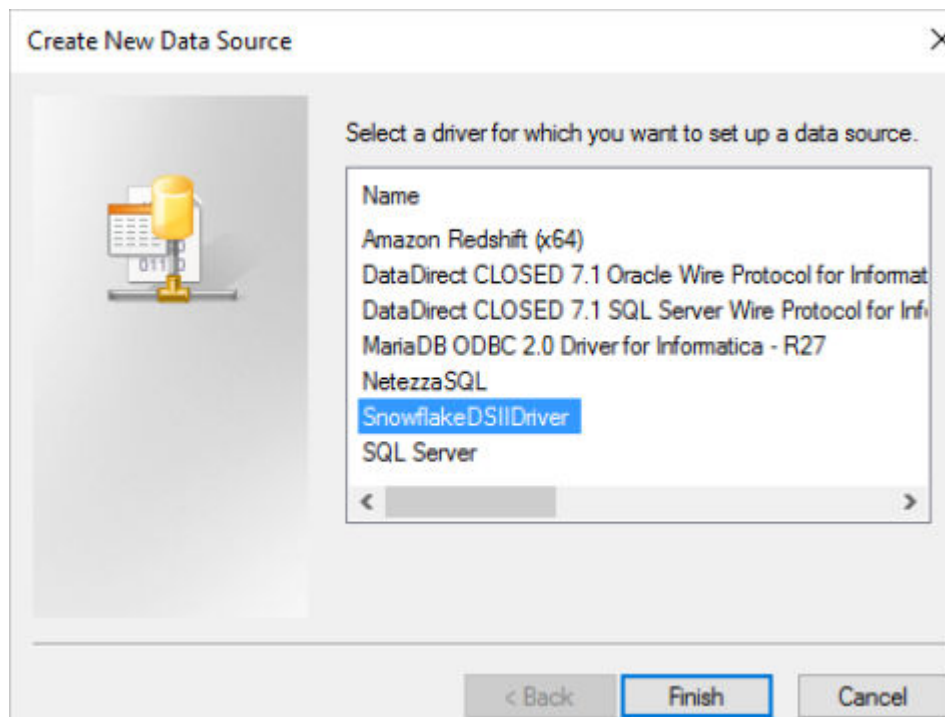 Create New Data Source
Select a driver for which you want to set up a data source.
Name
Amazon Redshift (x64)
DataDirect CLOSED 7.1 Oracle Wire Protocol for Informat
DataDirect CLOSED 7.1 SQL Server Wire Protocol for Info
MariaDB ODBC 2.0 Driver for Informatica - R27
NetezzaSQL
SnowflakeDSIIDriver
SQL Server
< Back
Finish
Cancel